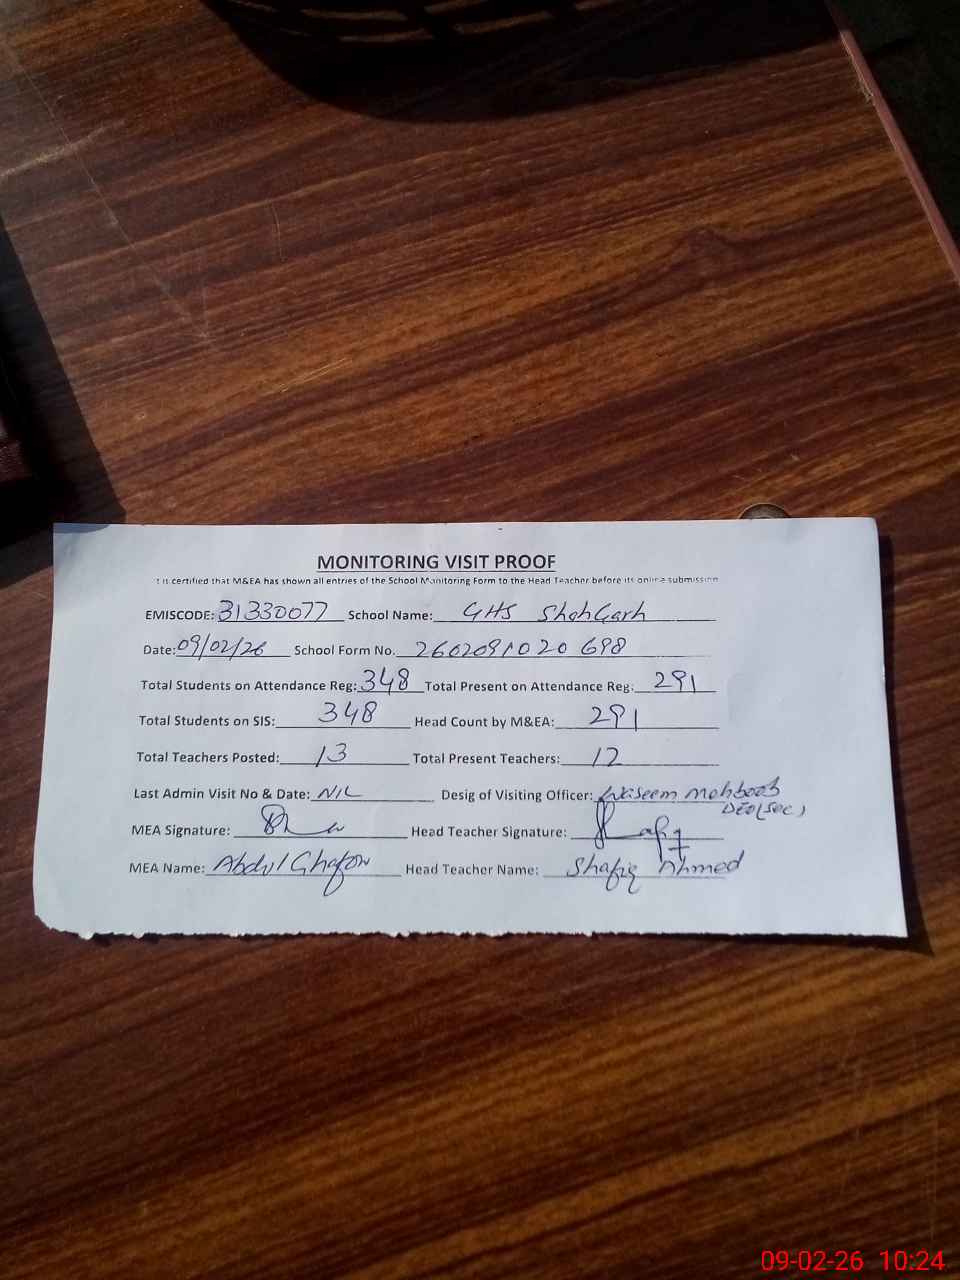 MONITORING VISIT PROOF
t is certified that M&EA has shown all entries of the School Monitoring Form to the Head Teacher before its online submission
EMISCODE: 31330077 School Name: GHS ShahGarh
Date: 09/02/26 School Form No. 2602091020698
Total Students on Attendance Reg: 348 Total Present on Attendance Reg: 291
Total Students on SIS: 348 Head Count by M&EA: 291
Total Teachers Posted: 13 Total Present Teachers: 12
Last Admin Visit No & Date: NIL Desig of Visiting Officer: Waseem Mehboob
DEO(SEC)
MEA Signature: Head Teacher Signature: Shafiq
MEA Name: Abdul Ghafor Head Teacher Name: Shafiq Ahmed
09-02-26 10:24